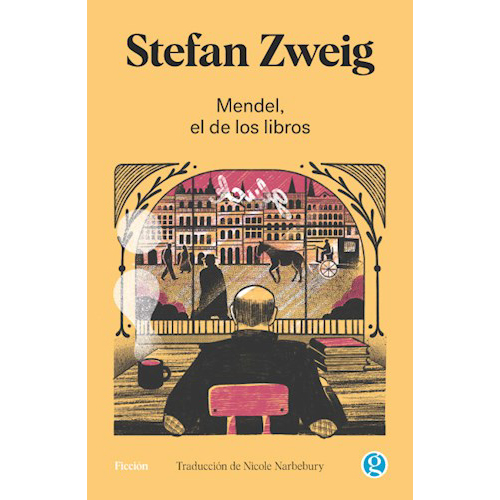 Stefan Zweig
Mendel,
el de los libros
Ficción
Traducción de Nicole Narbebury
g